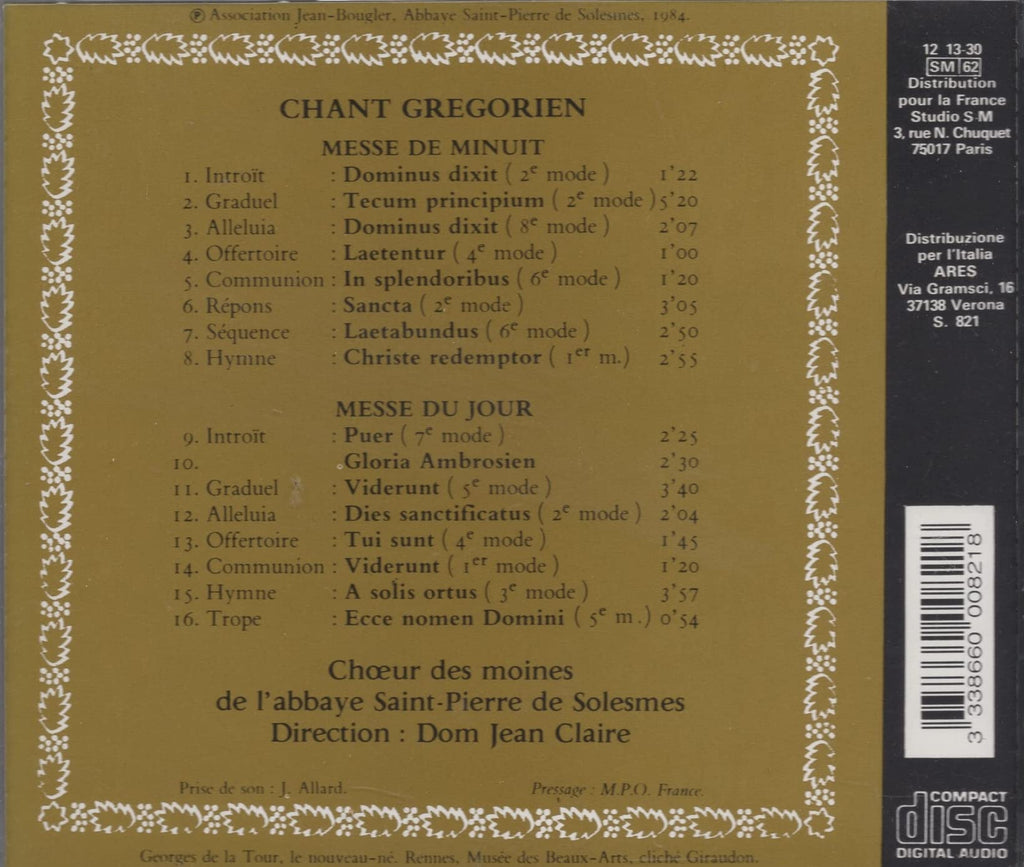 ℗ Association Jean-Bougler, Abbaye Saint-Pierre de Solesmes, 1984.
CHANT GREGORIEN
MESSE DE MINUIT
1. Introït : Dominus dixit ( 2e mode ) 1'22
2. Graduel : Tecum principium ( 2e mode ) 5'20
3. Alleluia : Dominus dixit ( 8e mode ) 2'07
4. Offertoire : Laetentur ( 4e mode ) 1'00
5. Communion : In splendoribus ( 6e mode ) 1'20
6. Répons : Sancta ( 2e mode ) 3'05
7. Séquence : Laetabundus ( 6e mode ) 2'50
8. Hymne : Christe redemptor ( 1er m.) 2'55
MESSE DU JOUR
9. Introït : Puer ( 7e mode ) 2'25
10. Gloria Ambrosien 2'30
11. Graduel : Viderunt ( 5e mode ) 3'40
12. Alleluia : Dies sanctificatus ( 2e mode ) 2'04
13. Offertoire : Tui sunt ( 4e mode ) 1'45
14. Communion : Viderunt ( 1er mode ) 1'20
15. Hymne : A solis ortus ( 3e mode ) 3'57
16. Trope : Ecce nomen Domini ( 5e m.) 0'54
Chœur des moines
de l'abbaye Saint-Pierre de Solesmes
Direction : Dom Jean Claire
Prise de son : J. Allard.
Pressage : M.P.O. France.
Georges de la Tour, le nouveau-né. Rennes, Musée des Beaux-Arts, cliché Giraudon.
12 13-30
SM 62
Distribution
pour la France
Studio S M
3, rue N. Chuquet
75017 Paris
Distribuzione
per l'Italia
ARES
Via Gramsci, 16
37138 Verona
S. 821
3 338660 008218
COMPACT
disc
DIGITAL AUDIO